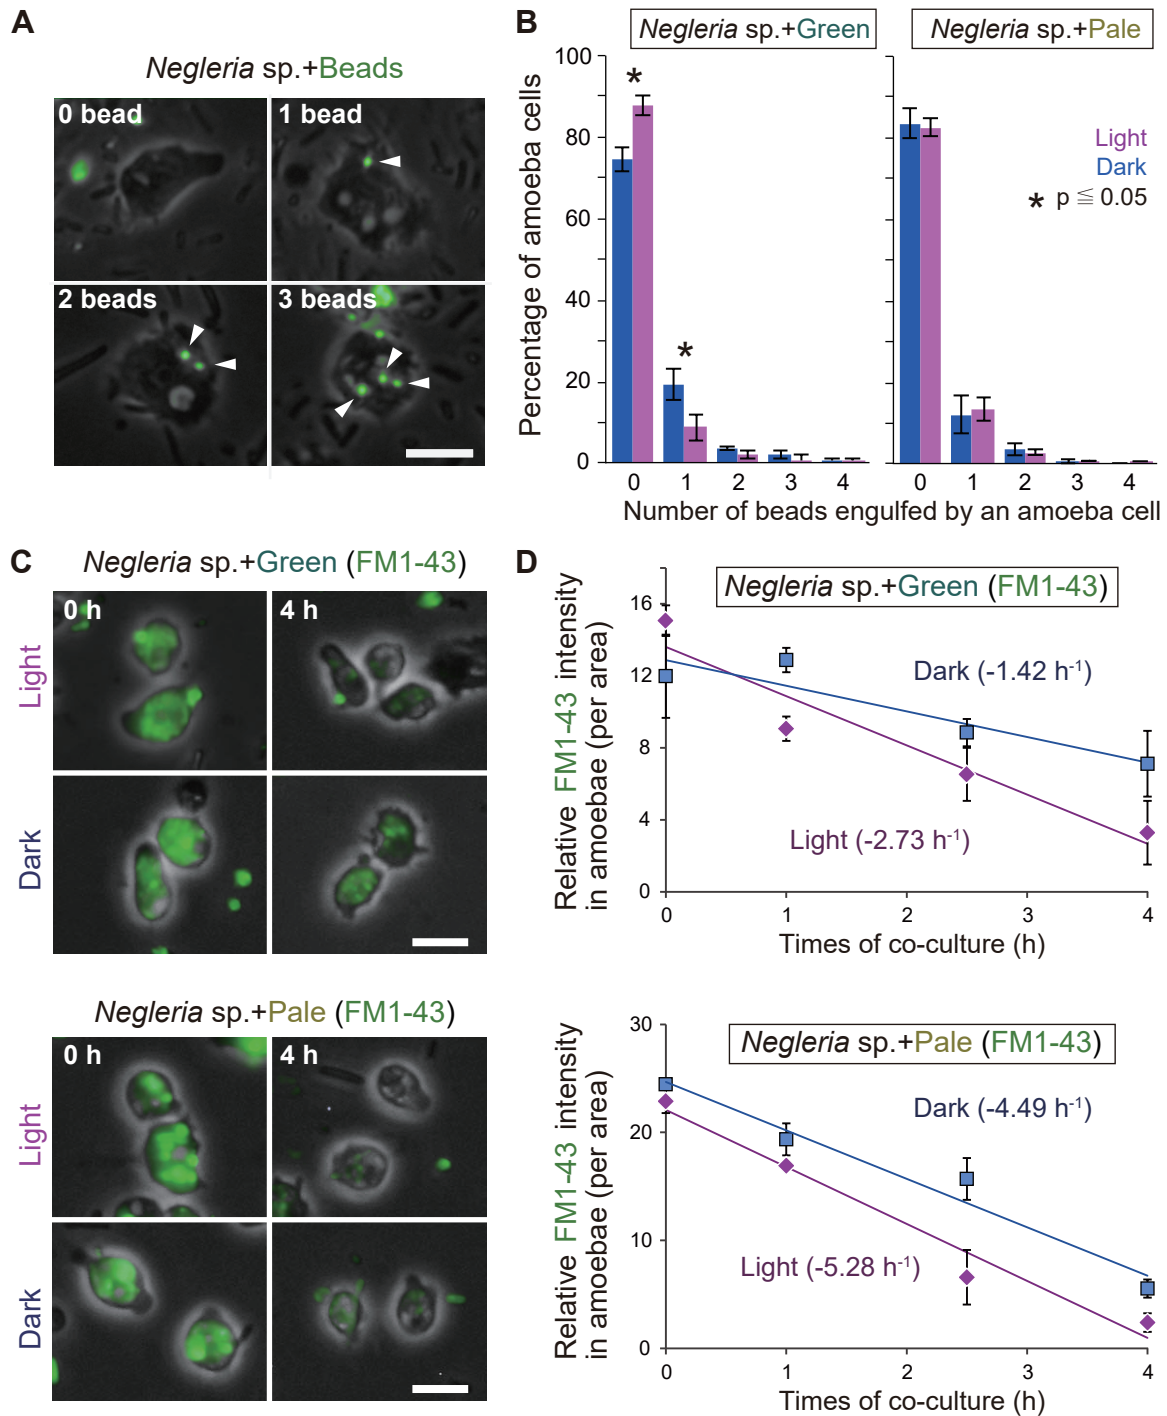 A
Negleria sp.+Beads
0 bead
1 bead
2 beads
3 beads
B
Negleria sp.+Green
Negleria sp.+Pale
Percentage of amoeba cells
100
80
60
40
20
0
*
*
Light
Dark
* p ≦ 0.05
0 1 2 3 4
0 1 2 3 4
Number of beads engulfed by an amoeba cell
C
Negleria sp.+Green (FM1-43)
0 h
4 h
Light
Dark
Negleria sp.+Pale (FM1-43)
0 h
4 h
Light
Dark
D
Negleria sp.+Green (FM1-43)
Relative FM1-43 intensity
in amoebae (per area)
16
12
8
4
0
Dark (-1.42 h-1)
Light (-2.73 h-1)
0 1 2 3 4
Times of co-culture (h)
Negleria sp.+Pale (FM1-43)
Relative FM1-43 intensity
in amoebae (per area)
30
20
10
0
Dark (-4.49 h-1)
Light (-5.28 h-1)
0 1 2 3 4
Times of co-culture (h)